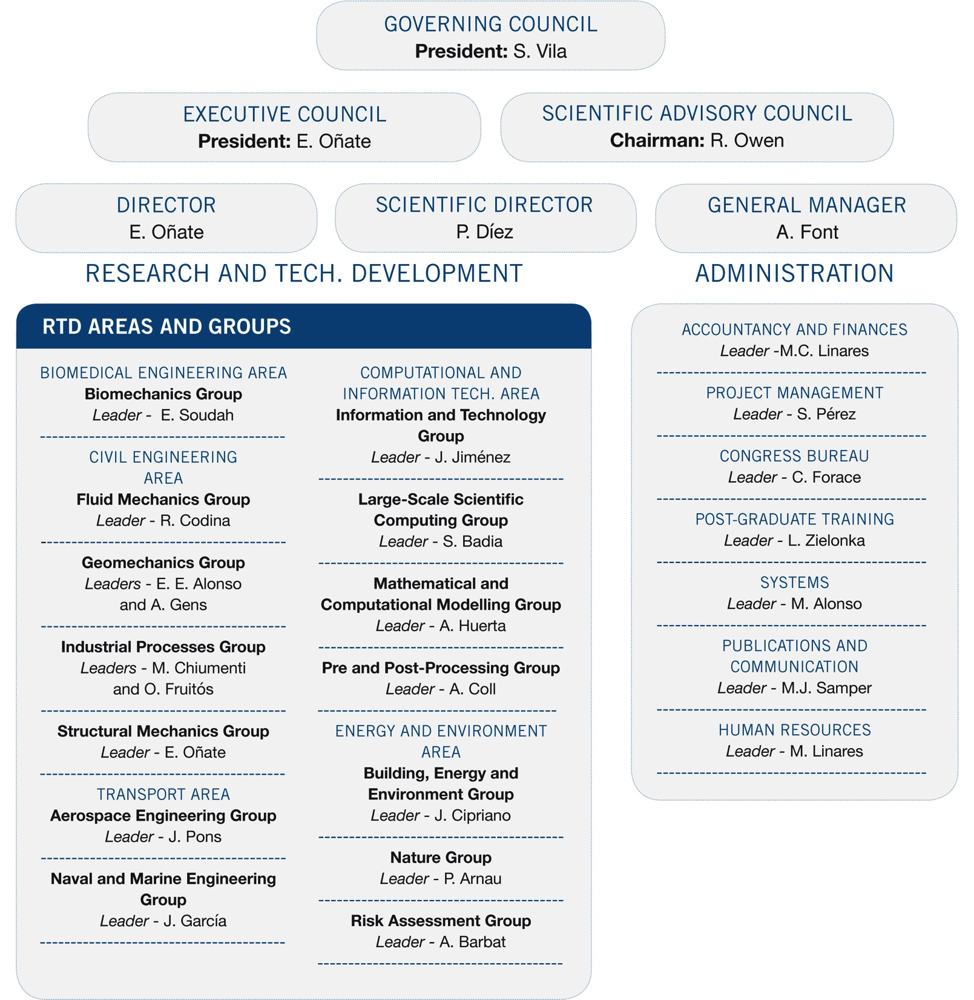 GOVERNING COUNCIL
President: S. Vila
EXECUTIVE COUNCIL
President: E. Oñate
SCIENTIFIC ADVISORY COUNCIL
Chairman: R. Owen
DIRECTOR
E. Oñate
SCIENTIFIC DIRECTOR
P. Díez
GENERAL MANAGER
A. Font
RESEARCH AND TECH. DEVELOPMENT
RTD AREAS AND GROUPS
BIOMEDICAL ENGINEERING AREA
Biomechanics Group
Leader - E. Soudah
CIVIL ENGINEERING
AREA
Fluid Mechanics Group
Leader - R. Codina
Geomechanics Group
Leaders - E. E. Alonso
and A. Gens
Industrial Processes Group
Leaders - M. Chiumenti
and O. Fruitós
Structural Mechanics Group
Leader - E. Oñate
TRANSPORT AREA
Aerospace Engineering Group
Leader - J. Pons
Naval and Marine Engineering
Group
Leader - J. García
COMPUTATIONAL AND
INFORMATION TECH. AREA
Information and Technology
Group
Leader - J. Jiménez
Large-Scale Scientific
Computing Group
Leader - S. Badia
Mathematical and
Computational Modelling Group
Leader - A. Huerta
Pre and Post-Processing Group
Leader - A. Coll
ENERGY AND ENVIRONMENT
AREA
Building, Energy and
Environment Group
Leader - J. Cipriano
Nature Group
Leader - P. Arnau
Risk Assessment Group
Leader - A. Barbat
ADMINISTRATION
ACCOUNTANCY AND FINANCES
Leader -M.C. Linares
PROJECT MANAGEMENT
Leader - S. Pérez
CONGRESS BUREAU
Leader - C. Forace
POST-GRADUATE TRAINING
Leader - L. Zielonka
SYSTEMS
Leader - M. Alonso
PUBLICATIONS AND
COMMUNICATION
Leader - M.J. Samper
HUMAN RESOURCES
Leader - M. Linares